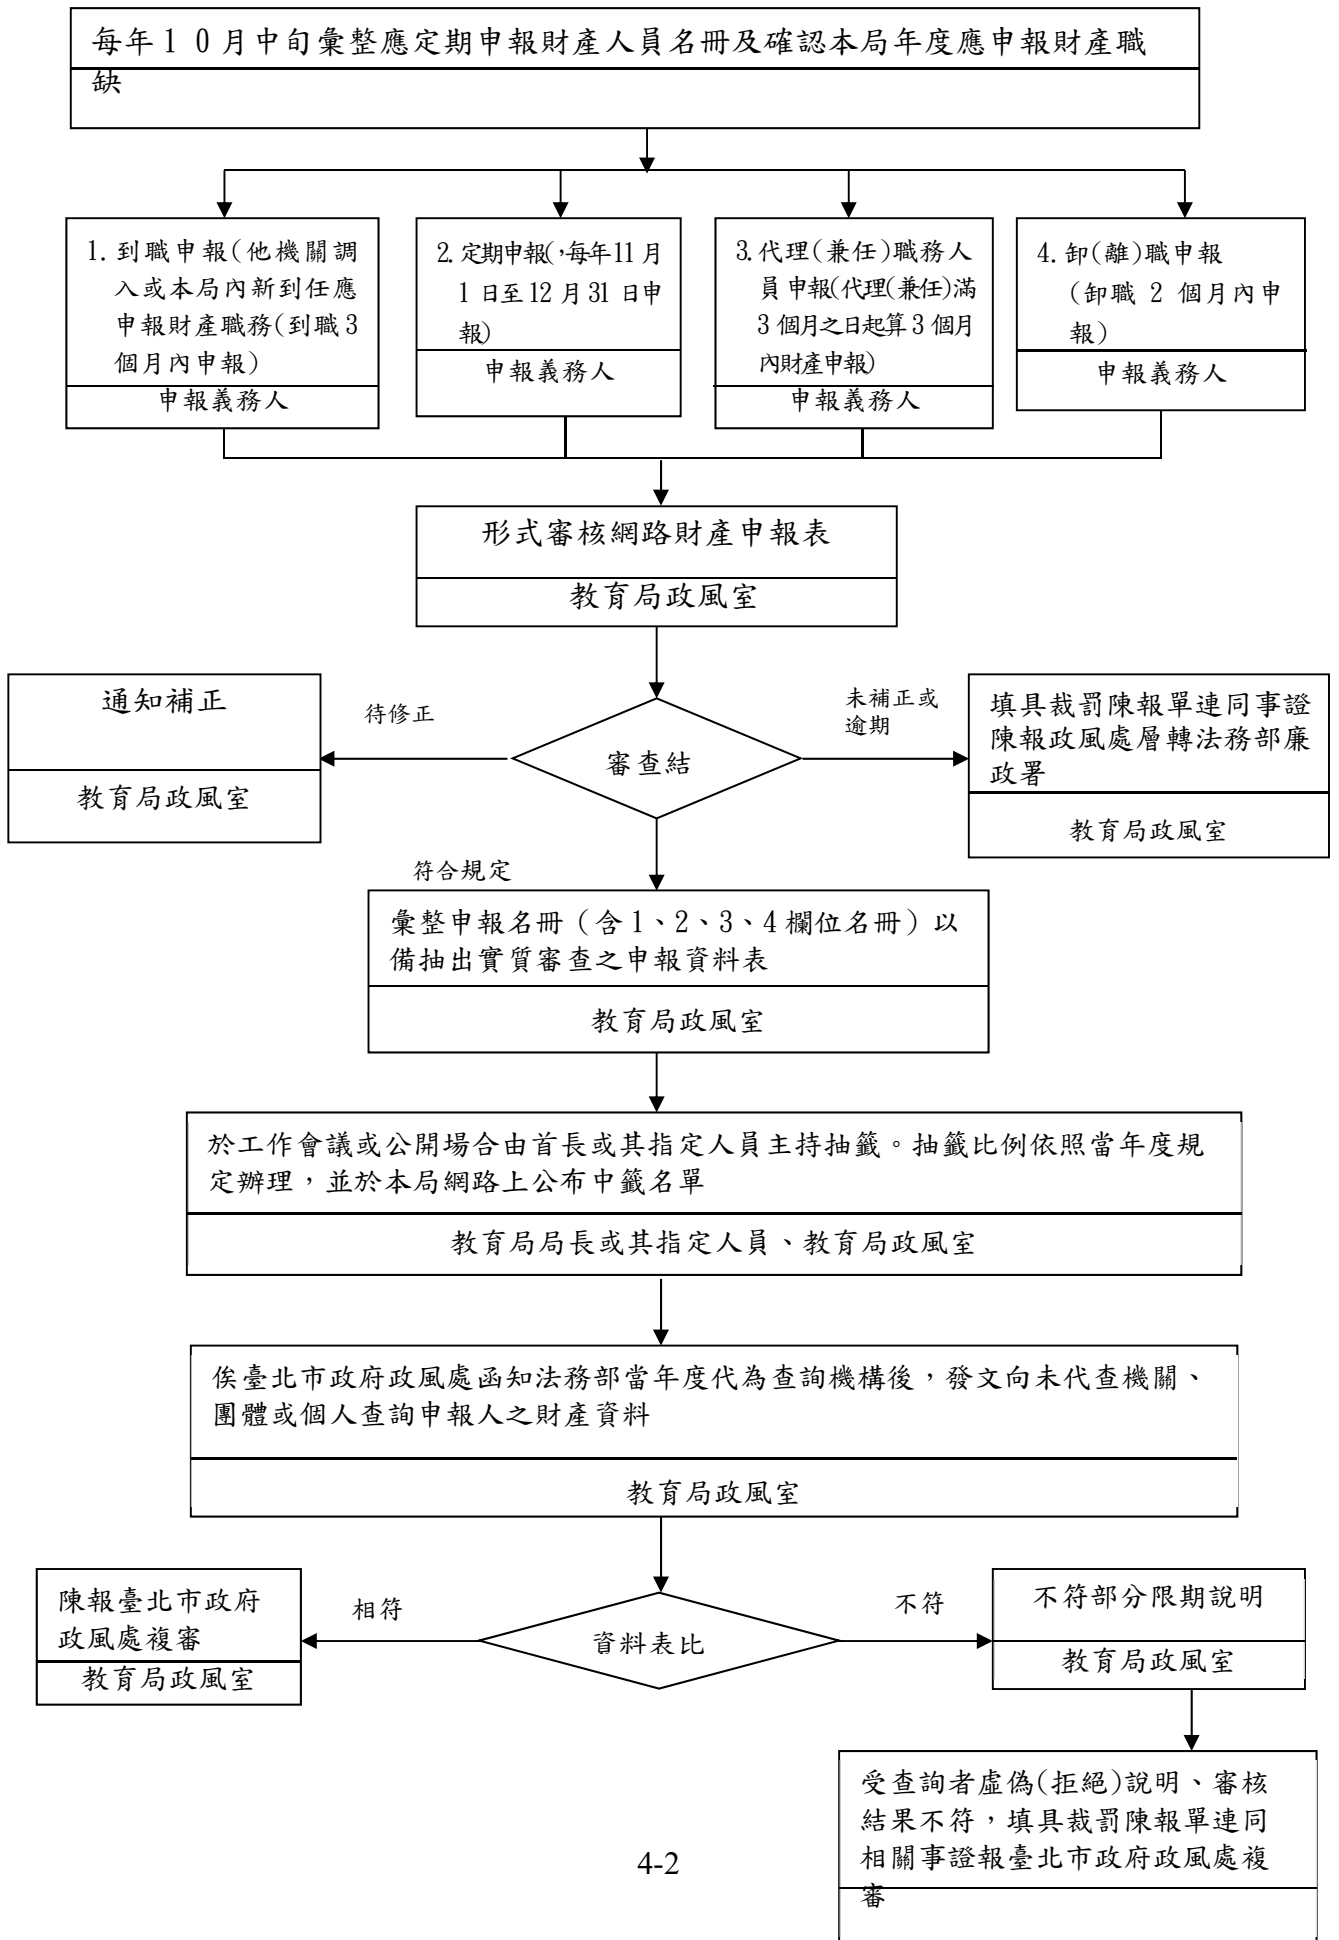 每年10月中旬彙整應定期申報財產人員名冊及確認本局年度應申報財產職
缺
1. 到職申報(他機關調
入或本局內新到任應
申報財產職務(到職3
個月內申報)
申報義務人
2. 定期申報(,每年11月
1日至12月31日申
報)
申報義務人
3. 代理(兼任)職務人
員申報(代理(兼任)滿
3個月之日起算3個月
內財產申報)
申報義務人
4. 卸(離)職申報
(卸職 2 個月內申
報)
申報義務人
形式審核網路財產申報表
教育局政風室
通知補正
教育局政風室
待修正
審查結
未補正或
逾期
填具裁罰陳報單連同事證
陳報政風處層轉法務部廉
政署
教育局政風室
符合規定
彙整申報名冊（含1、2、3、4欄位名冊）以
備抽出實質審查之申報資料表
教育局政風室
於工作會議或公開場合由首長或其指定人員主持抽籤。抽籤比例依照當年度規
定辦理，並於本局網路上公布中籤名單
教育局局長或其指定人員、教育局政風室
俟臺北市政府政風處函知法務部當年度代為查詢機構後，發文向未代查機關、
團體或個人查詢申報人之財產資料
教育局政風室
陳報臺北市政府
政風處複審
教育局政風室
相符
資料表比
不符
不符部分限期說明
教育局政風室
受查詢者虛偽(拒絕)說明、審核
結果不符，填具裁罰陳報單連同
相關事證報臺北市政府政風處複
審
4-2